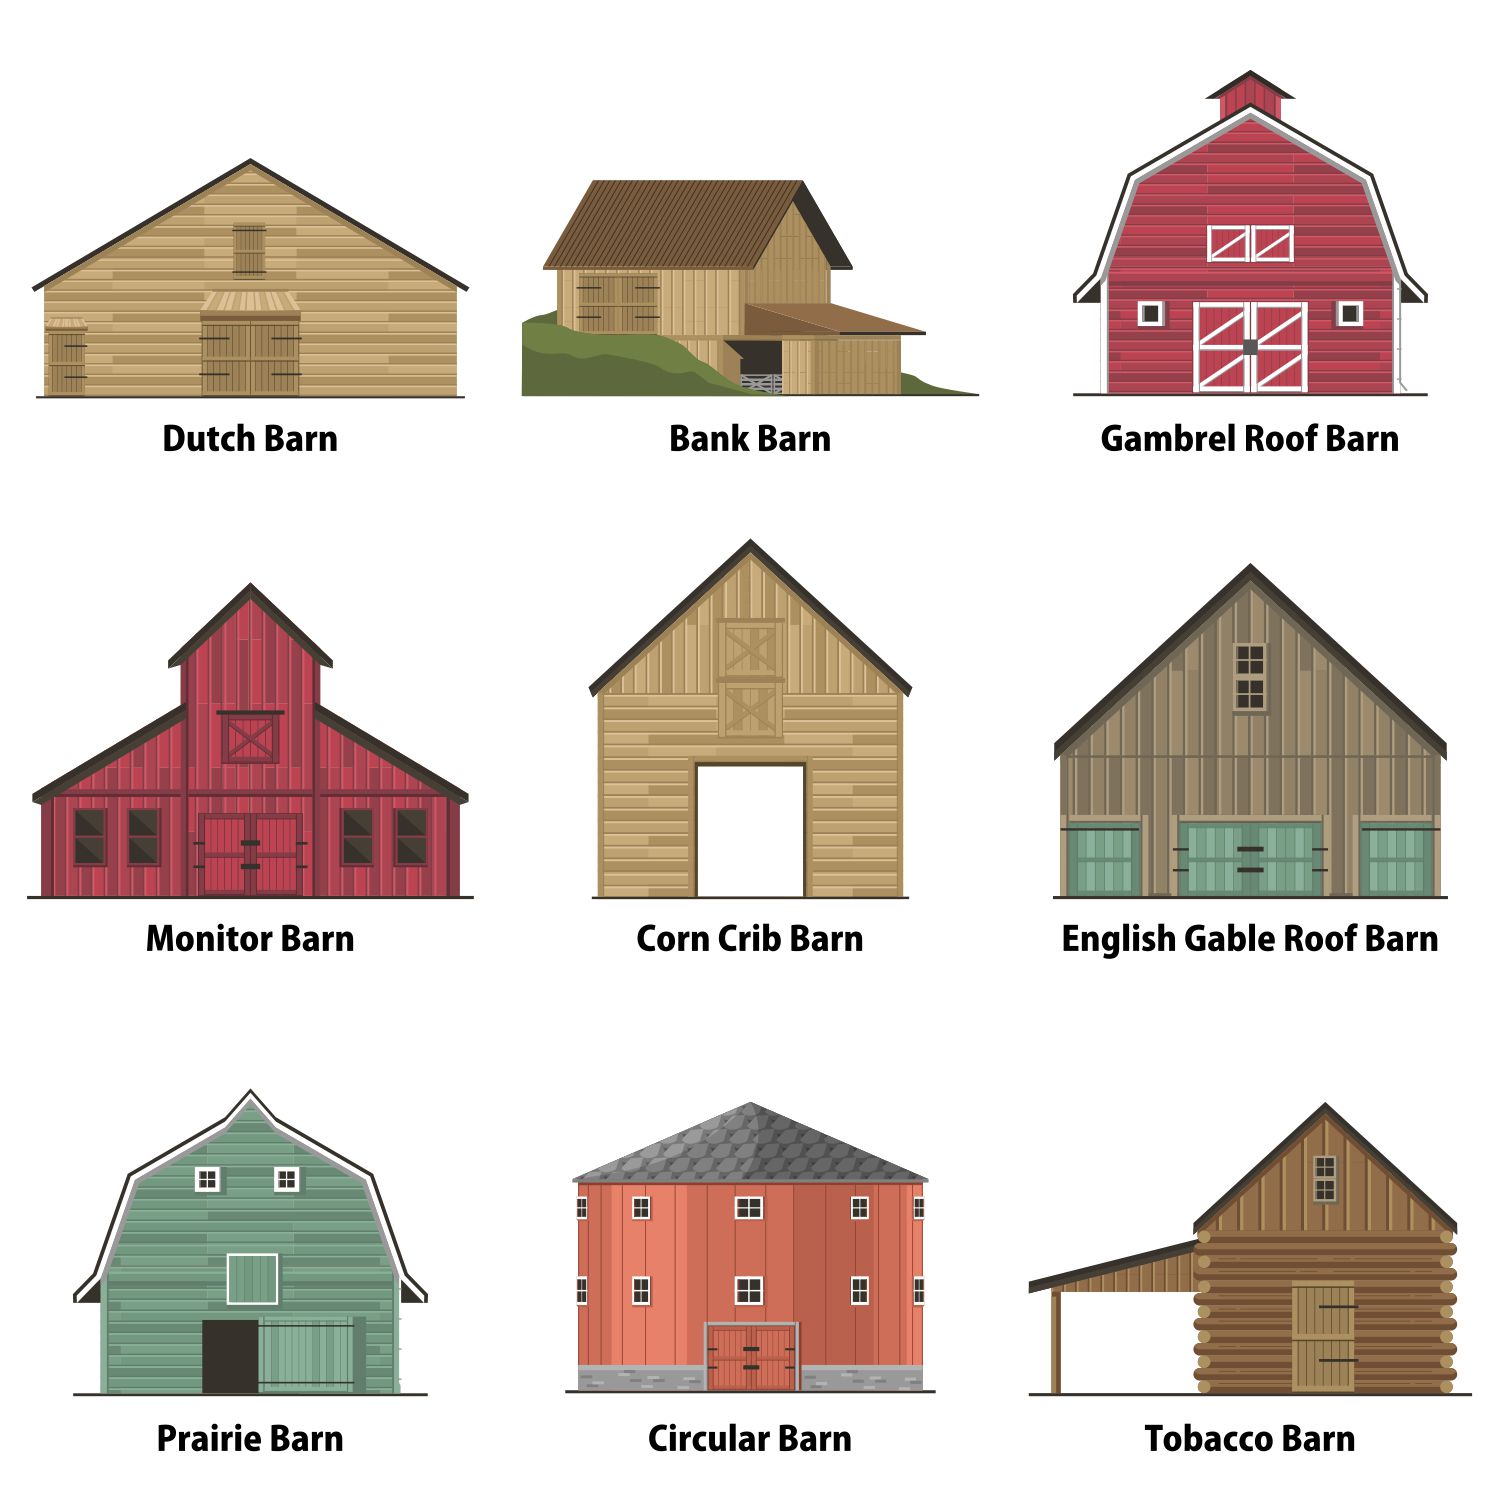 Dutch Barn
Bank Barn
Gambrel Roof Barn
Monitor Barn
Corn Crib Barn
English Gable Roof Barn
Prairie Barn
Circular Barn
Tobacco Barn